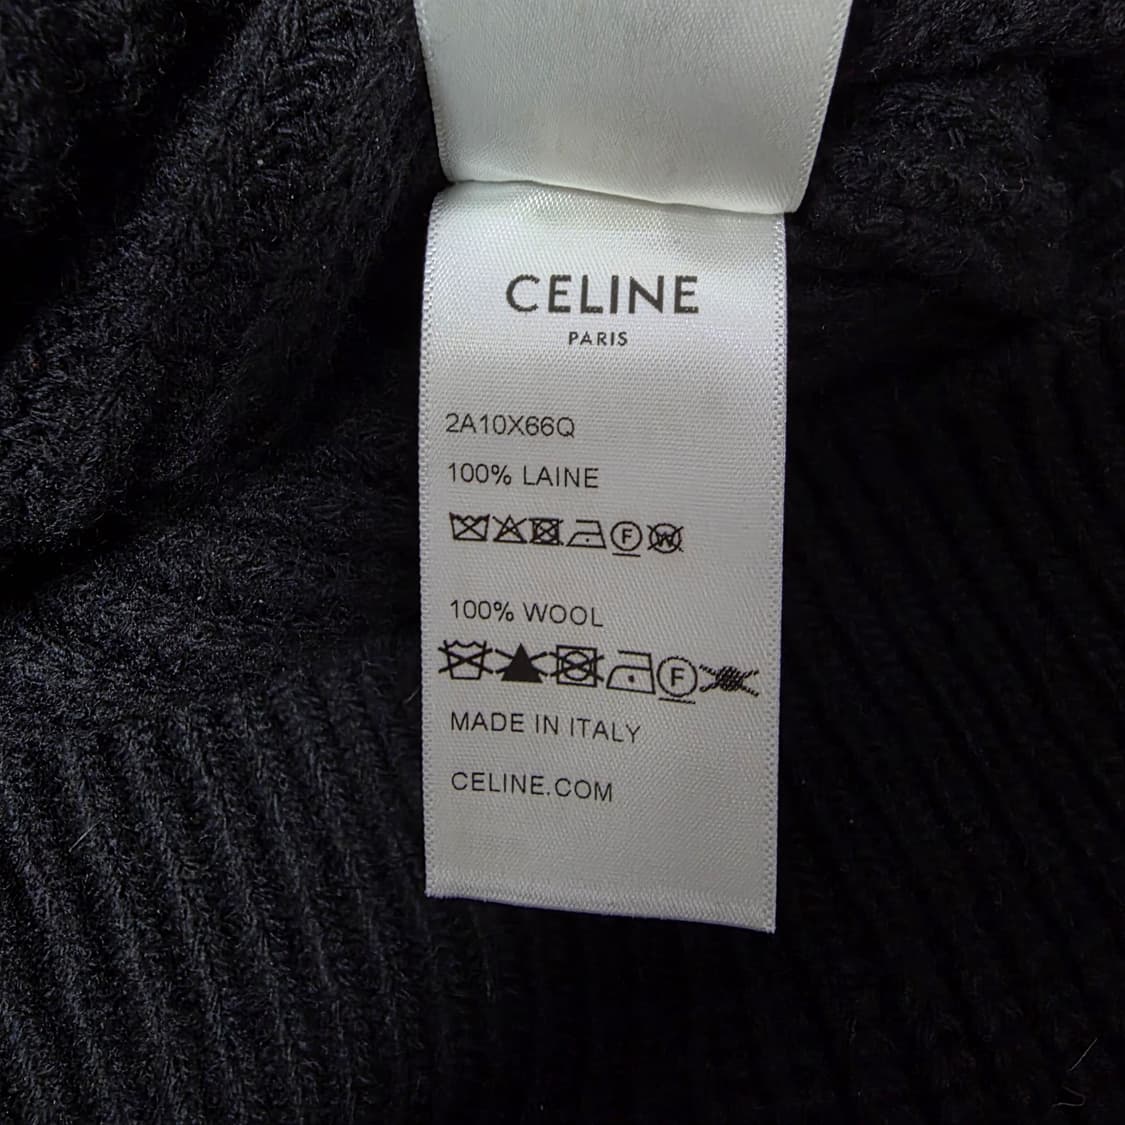 CELINE
PARIS
2A10X66Q
100% LAINE
F W
100% WOOL
F
MADE IN ITALY
CELINE.COM